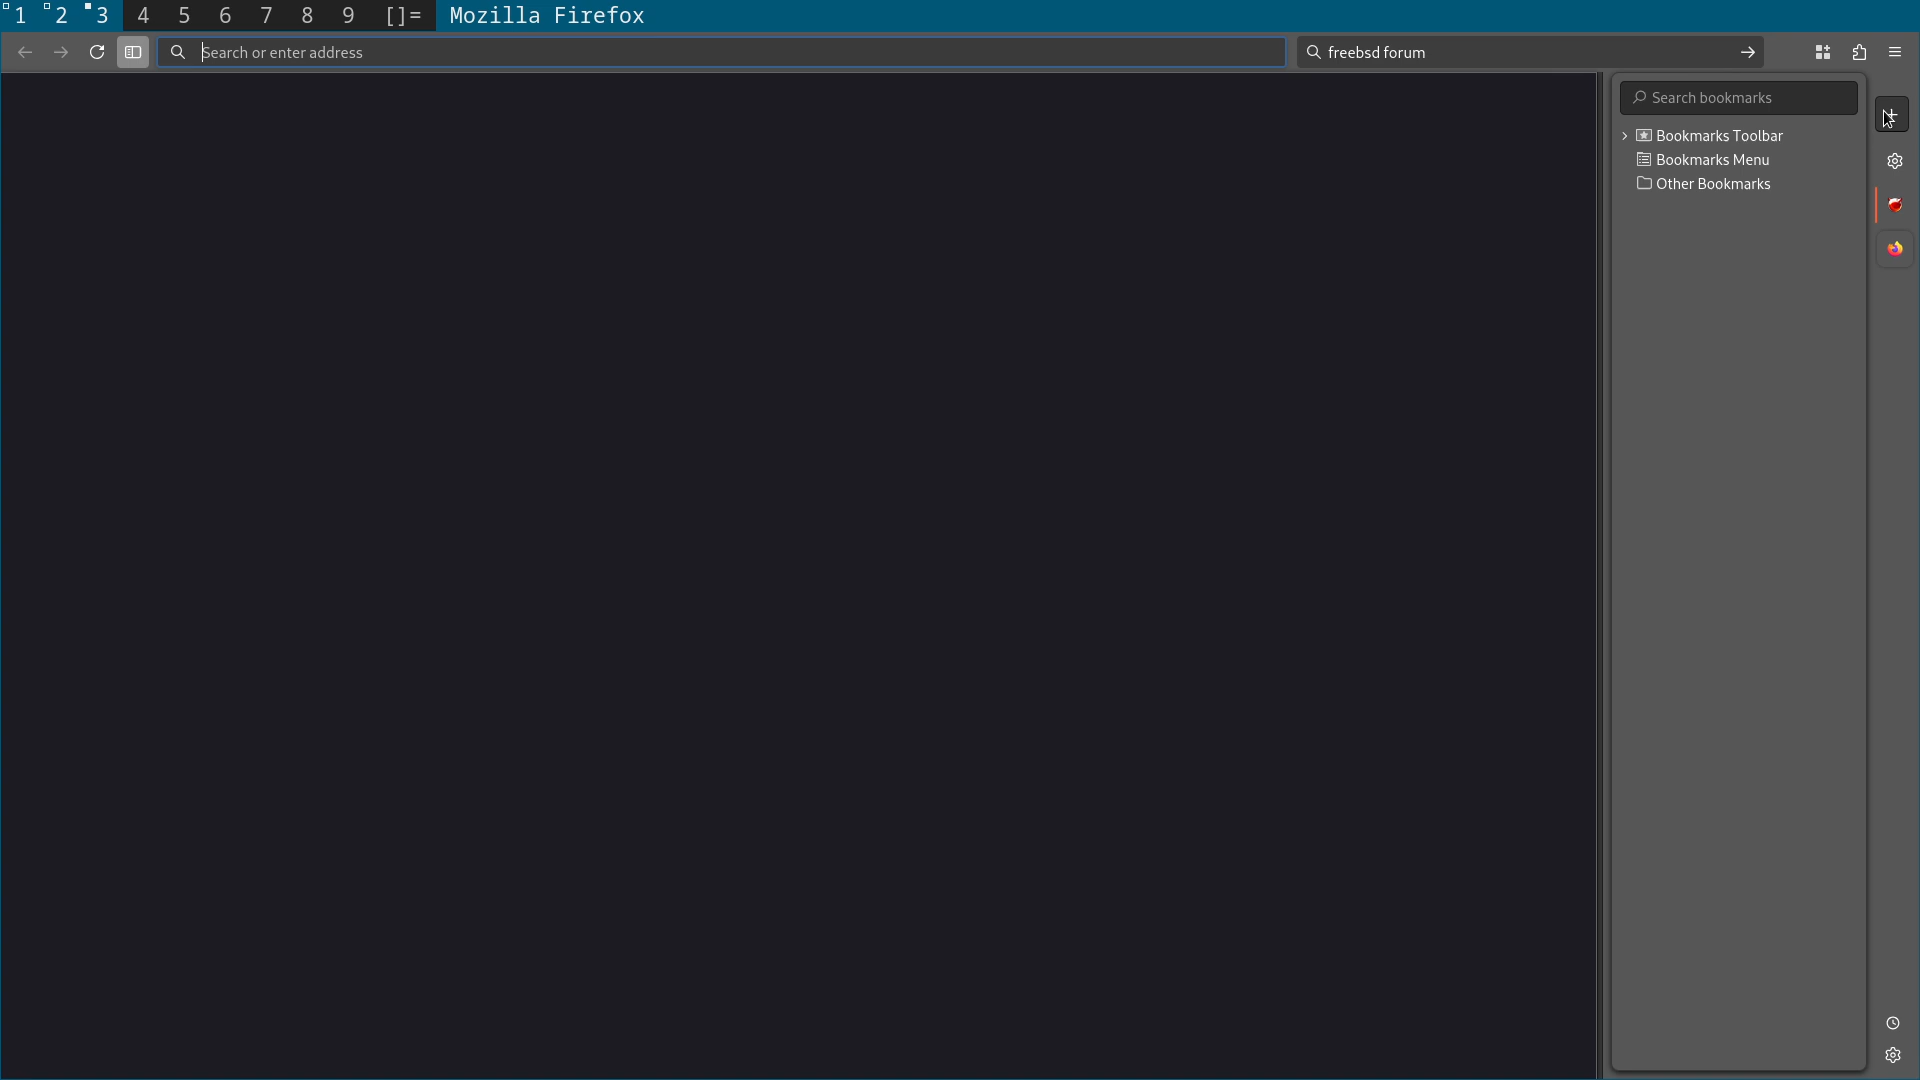 1 2 3 4 5 6 7 8 9 []= Mozilla Firefox
Search or enter address
freebsd forum
Search bookmarks
Bookmarks Toolbar
Bookmarks Menu
Other Bookmarks